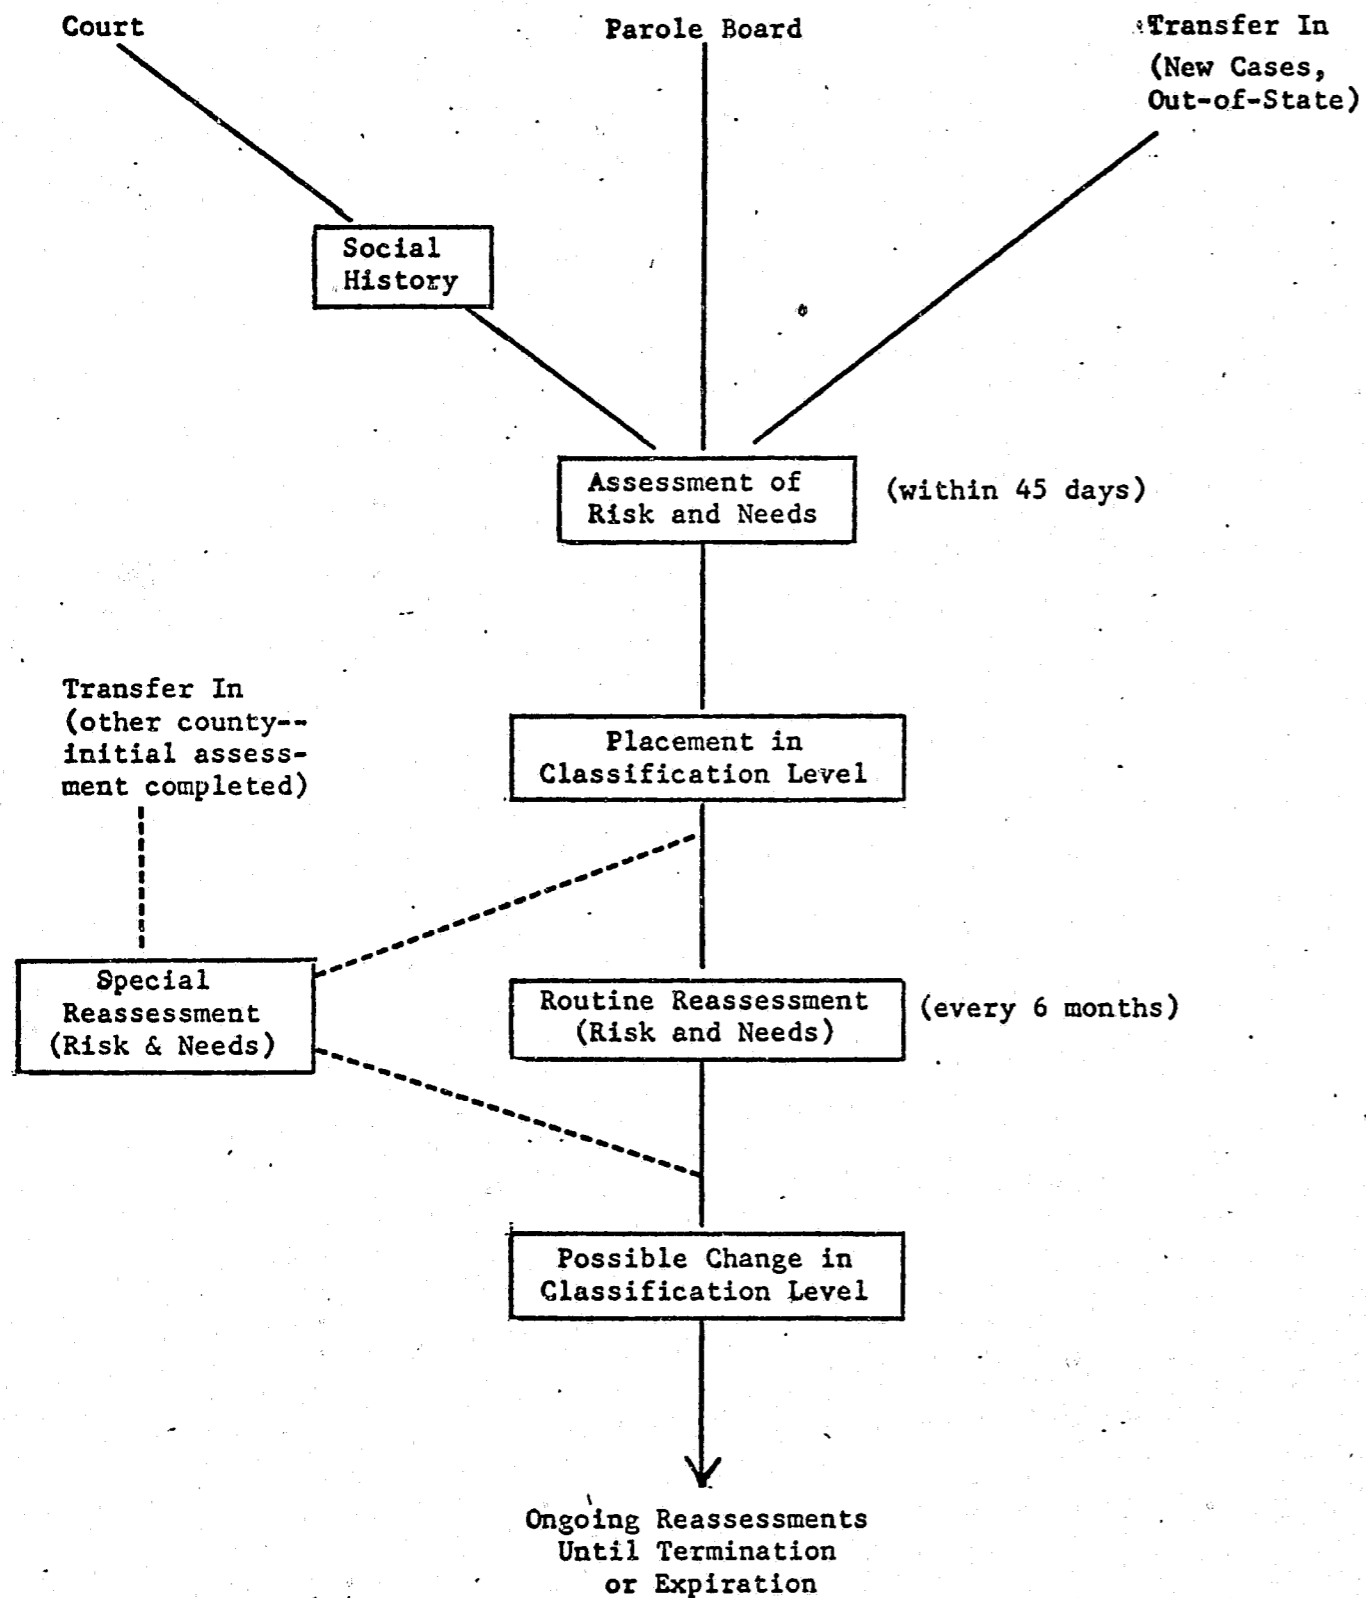 Court
Parole Board
Transfer In
(New Cases,
Out-of-State)
Social
History
Assessment of
Risk and Needs
(within 45 days)
Transfer In
(other county--
initial assess-
ment completed)
Placement in
Classification Level
Special
Reassessment
(Risk & Needs)
Routine Reassessment
(Risk and Needs)
(every 6 months)
Possible Change in
Classification Level
Ongoing Reassessments
Until Termination
or Expiration